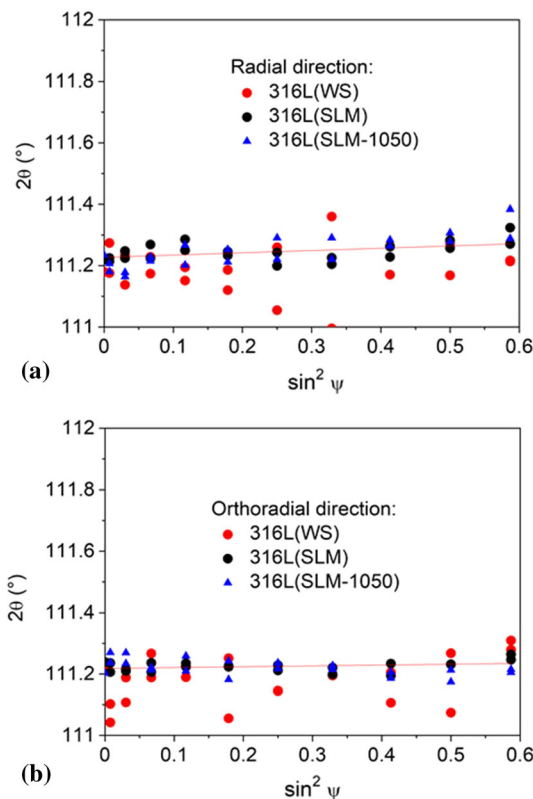 112
111.8
111.6
111.4
111.2
111
2θ (°)
Radial direction:
316L(WS)
316L(SLM)
316L(SLM-1050)
0 0.1 0.2 0.3 0.4 0.5 0.6
sin² ψ
(a)
112
111.8
111.6
111.4
111.2
111
2θ (°)
Orthoradial direction:
316L(WS)
316L(SLM)
316L(SLM-1050)
0 0.1 0.2 0.3 0.4 0.5 0.6
sin² ψ
(b)